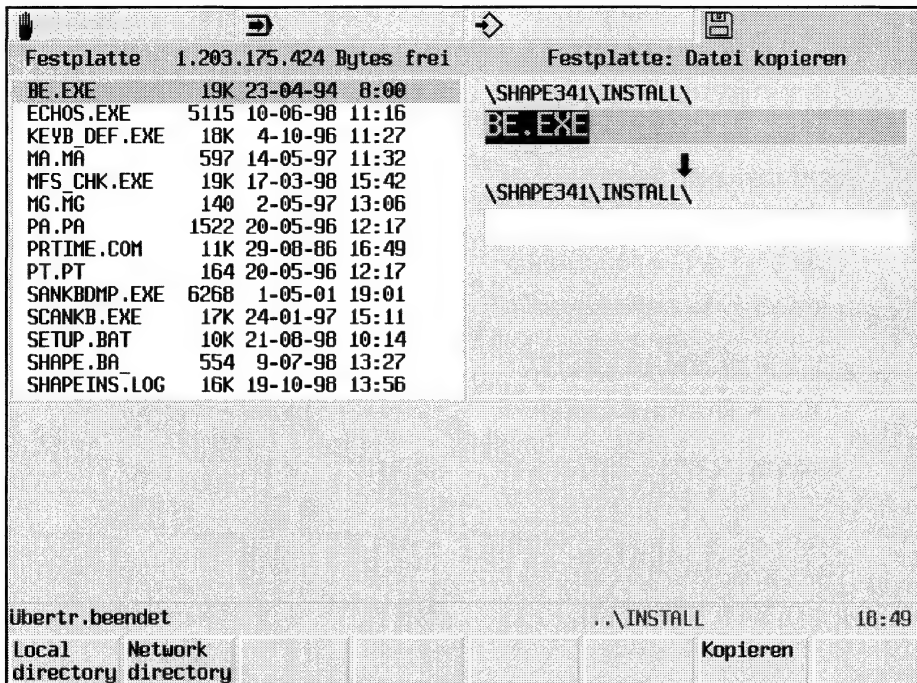 Festplatte 1.203.175.424 Bytes frei
BE.EXE 19K 23-04-94 8:00
ECHOS.EXE 5115 10-06-98 11:16
KEYB_DEF.EXE 18K 4-10-96 11:27
MA.MA 597 14-05-97 11:32
MFS_CHK.EXE 19K 17-03-98 15:42
MG.MG 140 2-05-97 13:06
PA.PA 1522 20-05-96 12:17
PRTIME.COM 11K 29-08-86 16:49
PT.PT 164 20-05-96 12:17
SANKBDMP.EXE 6268 1-05-01 19:01
SCANKB.EXE 17K 24-01-97 15:11
SETUP.BAT 10K 21-08-98 10:14
SHAPE.BA_ 554 9-07-98 13:27
SHAPEINS.LOG 16K 19-10-98 13:56
Festplatte: Datei kopieren
\SHAPE341\INSTALL\
BE.EXE
\SHAPE341\INSTALL\
Übertr.beendet ..\INSTALL 18:49
Local directory
Network directory
Kopieren